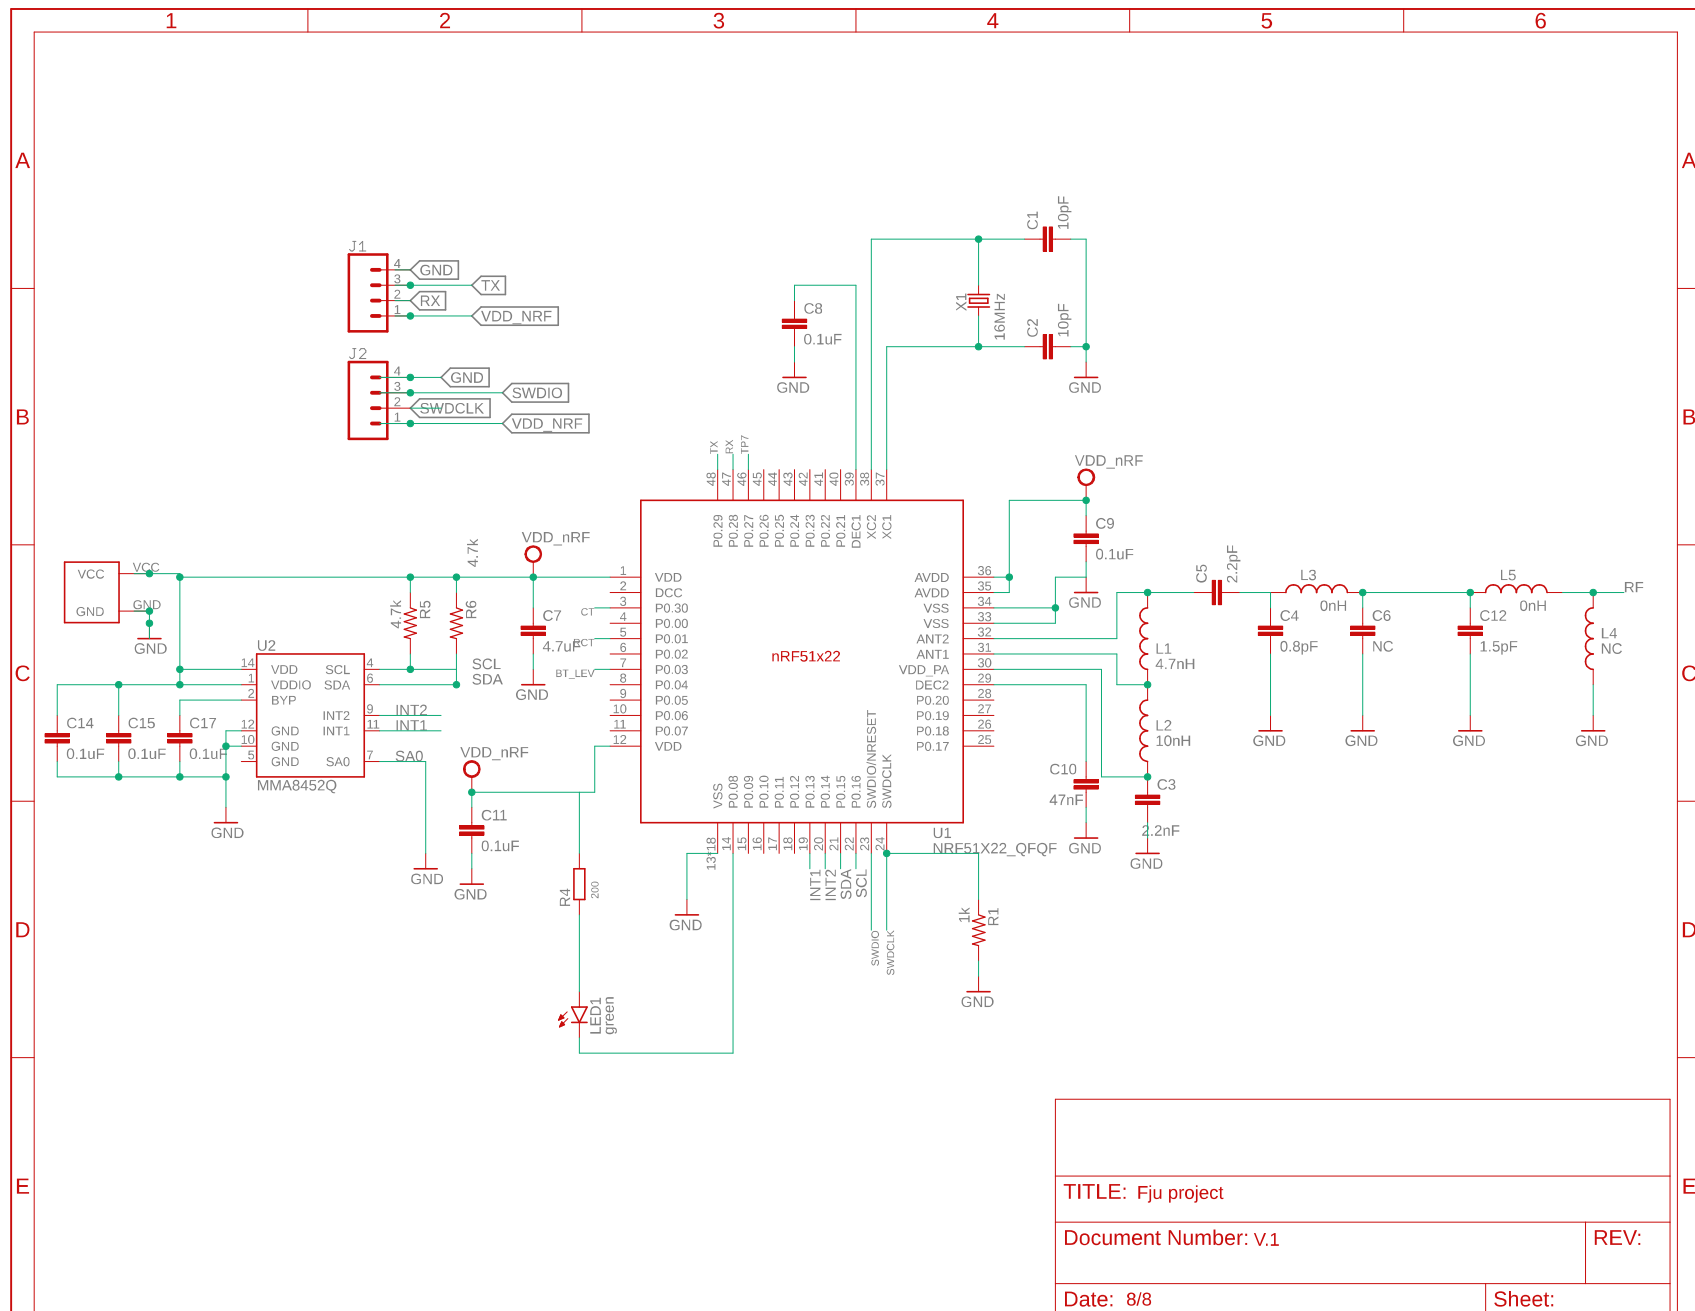 1 2 3 4 5 6
A A
B B
C C
D D
E E
J1
4 GND
3 TX
2 RX
1 VDD_NRF
J2
4 GND
3 SWDIO
2 SWDCLK
1 VDD_NRF
C1
10pF
X1
16MHz
C2
10pF
GND
C8
0.1uF
GND
TX
RX
TP7
48 47 46 45 44 43 42 41 40 39 38 37
P0.29
P0.28
P0.27
P0.26
P0.25
P0.24
P0.23
P0.22
P0.21
DEC1
XC2
XC1
VDD_nRF
C9
0.1uF
GND
VCC
GND
VCC
GND
GND
4.7k
R5
4.7k
R6
VDD_nRF
C7
4.7uF
GND
CT
RCT
BT_LEV
1 VDD
2 DCC
3 P0.30
4 P0.00
5 P0.01
6 P0.02
7 P0.03
8 P0.04
9 P0.05
10 P0.06
11 P0.07
12 VDD
nRF51x22
AVDD 36
AVDD 35
VSS 34
VSS 33
ANT2 32
ANT1 31
VDD_PA 30
DEC2 29
P0.20 28
P0.19 27
P0.18 26
P0.17 25
U2
14 VDD
1 VDDIO
2 BYP
12 GND
10 GND
5 GND
SCL 4
SDA 6
INT2 9
INT1 11
SA0 7
SCL
SDA
INT2
INT1
SA0
MMA8452Q
C14
0.1uF
C15
0.1uF
C17
0.1uF
GND
GND
VDD_nRF
C11
0.1uF
GND
R4
200
LED1
green
VSS
P0.08
P0.09
P0.10
P0.11
P0.12
P0.13
P0.14
P0.15
P0.16
SWDIO/NRESET
SWDCLK
13*18
14 15 16 17 18 19 20 21 22 23 24
GND
INT1
INT2
SDA
SCL
SWDIO
SWDCLK
U1
NRF51X22_QFQF
1k
R1
GND
C10
47nF
GND
C5
2.2pF
L1
4.7nH
L2
10nH
C3
2.2nF
GND
L3
0nH
C4
0.8pF
GND
C6
NC
GND
L5
0nH
C12
1.5pF
GND
RF
L4
NC
GND
TITLE: Fju project
Document Number: V.1
REV:
Date: 8/8
Sheet: